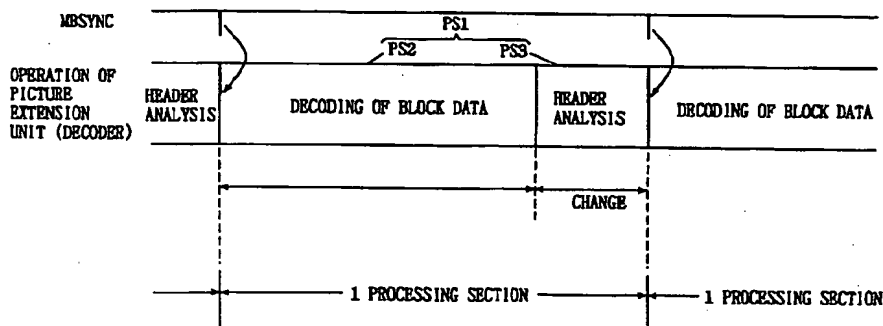 MBSYNC
PS1
PS2 PS3
OPERATION OF
PICTURE
EXTENSION
UNIT (DECODER)
HEADER
ANALYSIS
DECODING OF BLOCK DATA
HEADER
ANALYSIS
DECODING OF BLOCK DATA
CHANGE
1 PROCESSING SECTION
1 PROCESSING SECTION